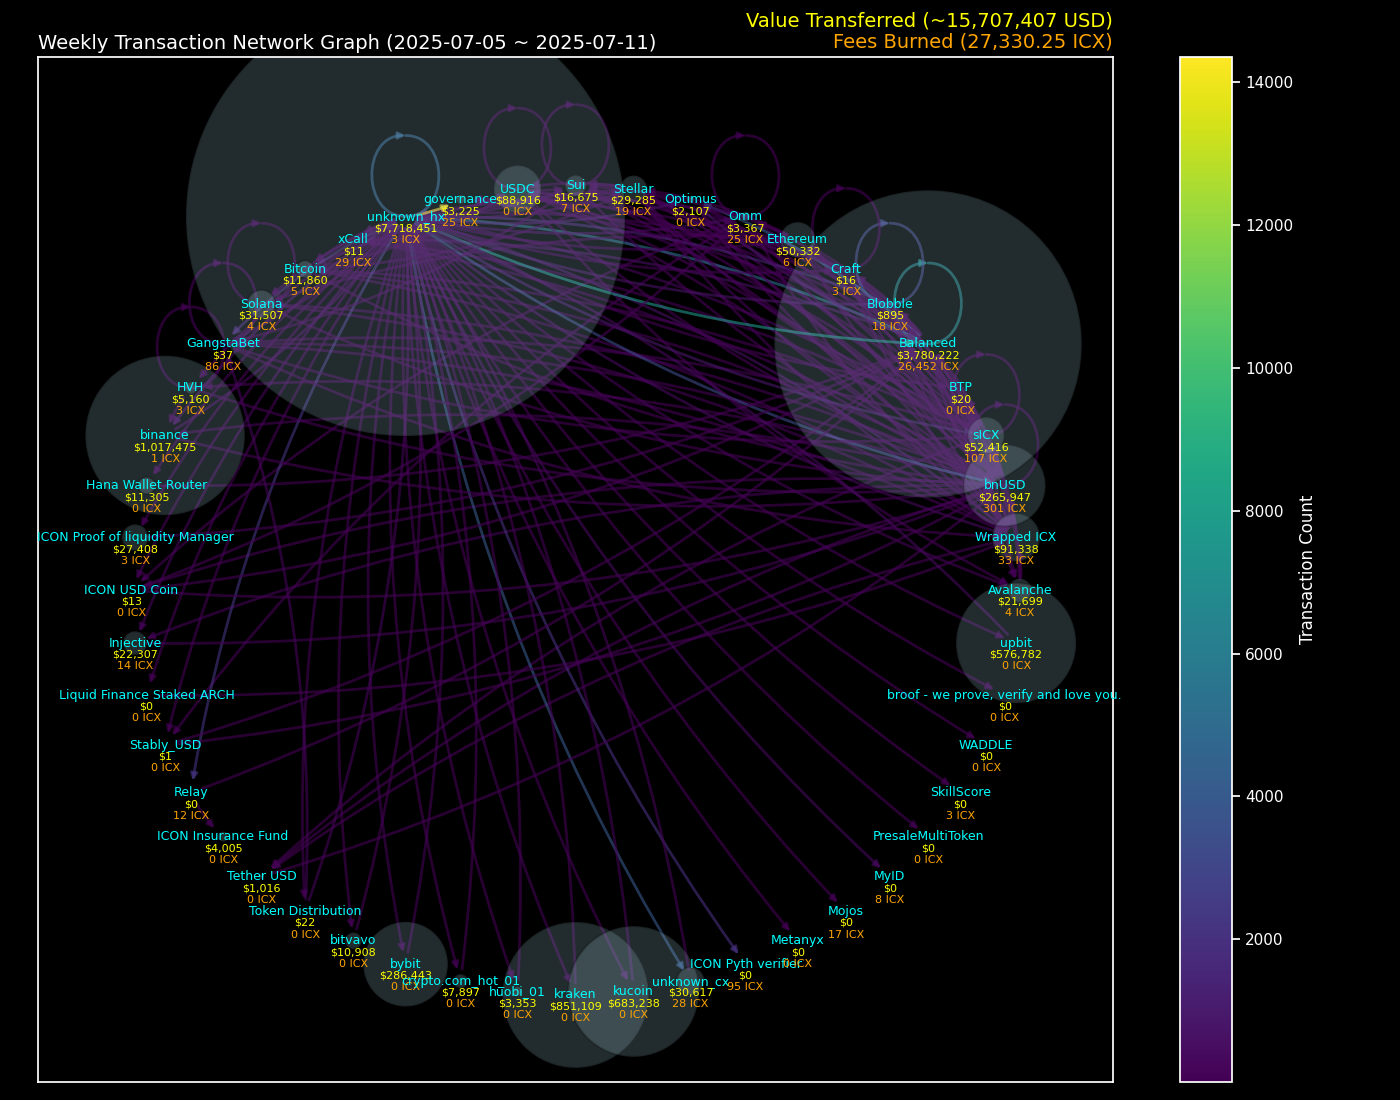 Value Transferred (~15,707,407 USD)
Weekly Transaction Network Graph (2025-07-05 ~ 2025-07-11)
Fees Burned (27,330.25 ICX)
governance
$3,225
25 ICX
USDC
$88,916
0 ICX
Sui
$16,675
7 ICX
Stellar
$29,285
19 ICX
Optimus
$2,107
0 ICX
Omm
$3,367
25 ICX
unknown_hx
$7,718,451
3 ICX
xCall
$11
29 ICX
Ethereum
$50,332
6 ICX
Bitcoin
$11,860
5 ICX
Craft
$16
3 ICX
Solana
$31,507
4 ICX
Blobble
$895
18 ICX
GangstaBet
$37
86 ICX
Balanced
$3,780,222
26,452 ICX
HVH
$5,160
3 ICX
BTP
$20
0 ICX
binance
$1,017,475
1 ICX
sICX
$52,416
107 ICX
Hana Wallet Router
$11,305
0 ICX
bnUSD
$265,947
301 ICX
ICON Proof of liquidity Manager
$27,408
3 ICX
Wrapped ICX
$91,338
33 ICX
ICON USD Coin
$13
0 ICX
Avalanche
$21,699
4 ICX
Injective
$22,307
14 ICX
upbit
$576,782
0 ICX
Liquid Finance Staked ARCH
$0
0 ICX
broof - we prove, verify and love you.
$0
0 ICX
Stably_USD
$1
0 ICX
WADDLE
$0
0 ICX
Relay
$0
12 ICX
SkillScore
$0
3 ICX
ICON Insurance Fund
$4,005
0 ICX
PresaleMultiToken
$0
0 ICX
Tether USD
$1,016
0 ICX
MyID
$0
8 ICX
Token Distribution
$22
0 ICX
Mojos
$0
17 ICX
bitvavo
$10,908
0 ICX
Metanyx
$0
ICX
bybit
$286,443
0 ICX
ICON Pyth verifier
$0
95 ICX
crypto.com_hot_01
$7,897
0 ICX
huobi_01
$3,353
0 ICX
kraken
$851,109
0 ICX
kucoin
$683,238
0 ICX
unknown_cx
$30,617
28 ICX
14000
12000
10000
8000
6000
4000
2000
Transaction Count